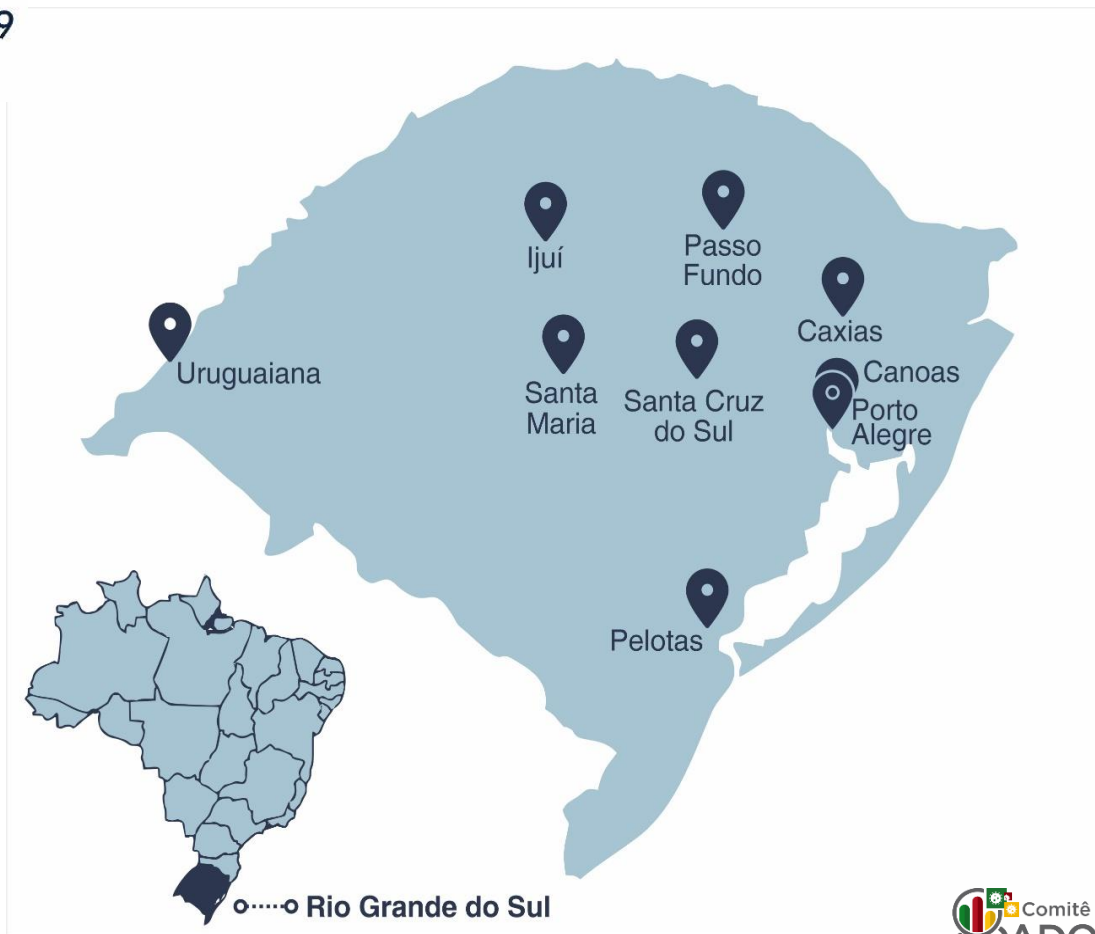 9
Ijuí
Passo
Fundo
Caxias
Uruguaiana
Santa
Maria
Santa Cruz
do Sul
Canoas
Porto
Alegre
Pelotas
Rio Grande do Sul
Comitê